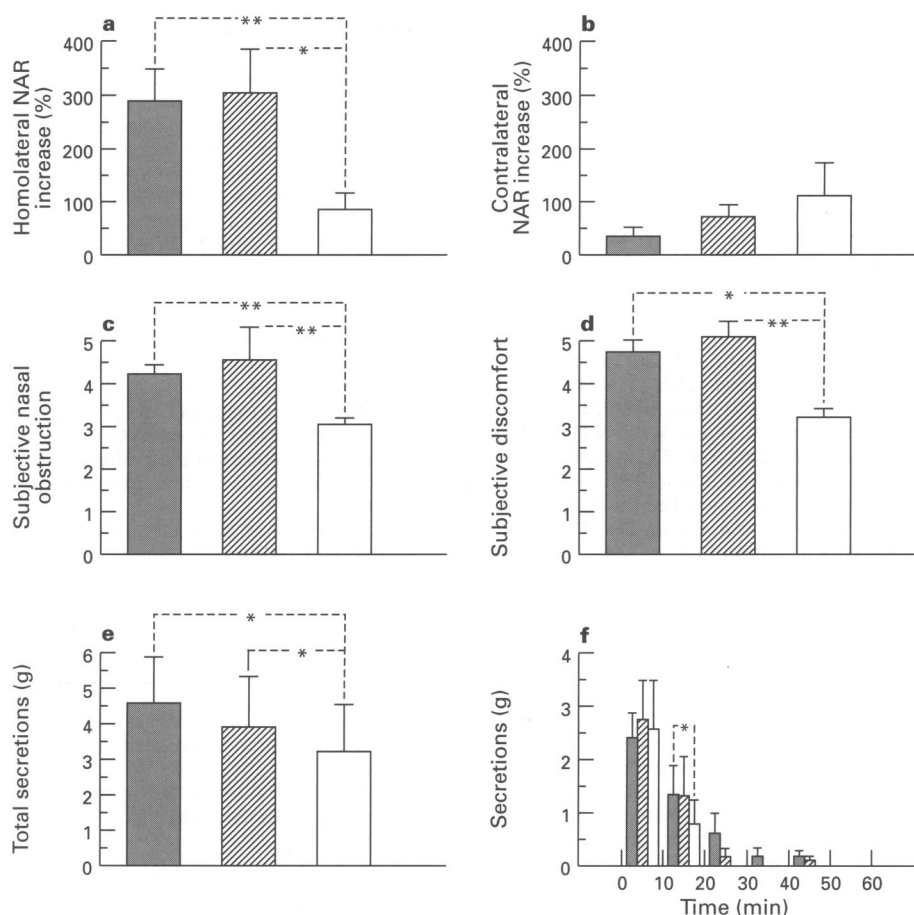 a
**
*
400
300
200
100
0
Homolateral NAR
increase (%)
b
400
300
200
100
0
Contralateral
NAR increase (%)
c
**
**
5
4
3
2
1
0
Subjective nasal
obstruction
d
*
**
5
4
3
2
1
0
Subjective discomfort
e
*
*
6
5
4
3
2
1
0
Total secretions (g)
f
*
4
3
2
1
0
Secretions (g)
0 10 20 30 40 50 60
Time (min)